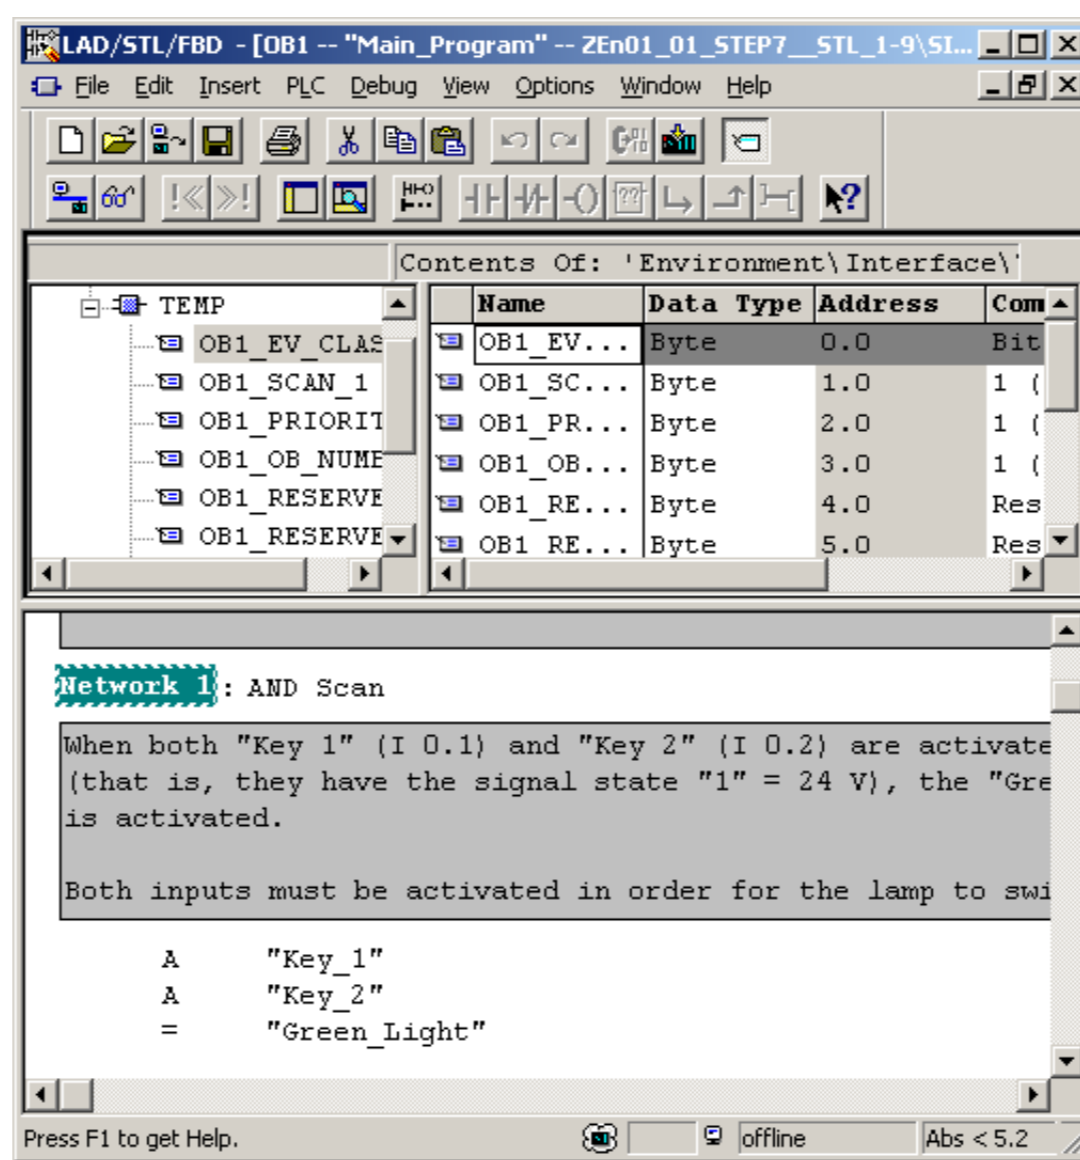 LAD/STL/FBD - [OB1 -- "Main_Program" -- ZEn01_01_STEP7__STL_1-9\SI...
File Edit Insert PLC Debug View Options Window Help
Contents Of: 'Environment\Interface\'
TEMP
OB1_EV_CLAS
OB1_SCAN_1
OB1_PRIORIT
OB1_OB_NUMB
OB1_RESERVE
OB1_RESERVE
Name Data Type Address Com
OB1_EV... Byte 0.0 Bit
OB1_SC... Byte 1.0 1 (
OB1_PR... Byte 2.0 1 (
OB1_OB... Byte 3.0 1 (
OB1_RE... Byte 4.0 Res
OB1_RE... Byte 5.0 Res
Network 1: AND Scan
When both "Key 1" (I 0.1) and "Key 2" (I 0.2) are activate
(that is, they have the signal state "1" = 24 V), the "Gre
is activated.
Both inputs must be activated in order for the lamp to swi
A "Key_1"
A "Key_2"
= "Green_Light"
Press F1 to get Help. offline Abs < 5.2